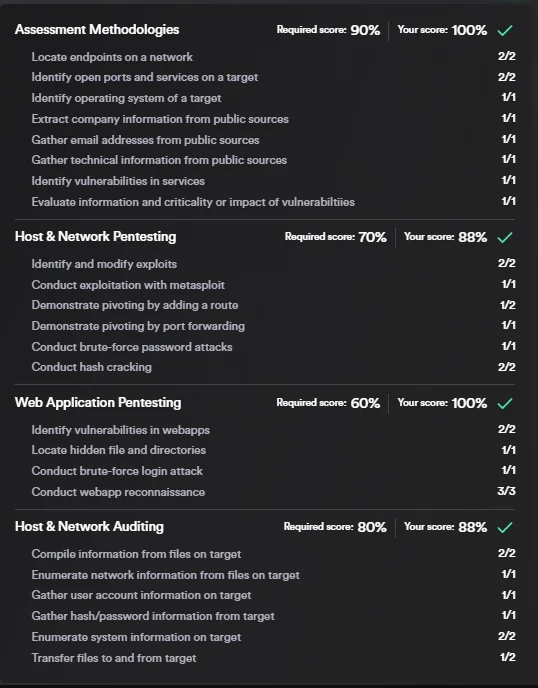 Assessment Methodologies Required score: 90% Your score: 100%
Locate endpoints on a network 2/2
Identify open ports and services on a target 2/2
Identify operating system of a target 1/1
Extract company information from public sources 1/1
Gather email addresses from public sources 1/1
Gather technical information from public sources 1/1
Identify vulnerabilities in services 1/1
Evaluate information and criticality or impact of vulnerabiltiies 1/1
Host & Network Pentesting Required score: 70% Your score: 88%
Identify and modify exploits 2/2
Conduct exploitation with metasploit 1/1
Demonstrate pivoting by adding a route 1/2
Demonstrate pivoting by port forwarding 1/1
Conduct brute-force password attacks 1/1
Conduct hash cracking 2/2
Web Application Pentesting Required score: 60% Your score: 100%
Identify vulnerabilities in webapps 2/2
Locate hidden file and directories 1/1
Conduct brute-force login attack 1/1
Conduct webapp reconnaissance 3/3
Host & Network Auditing Required score: 80% Your score: 88%
Compile information from files on target 2/2
Enumerate network information from files on target 1/1
Gather user account information on target 1/1
Gather hash/password information from target 1/1
Enumerate system information on target 2/2
Transfer files to and from target 1/2